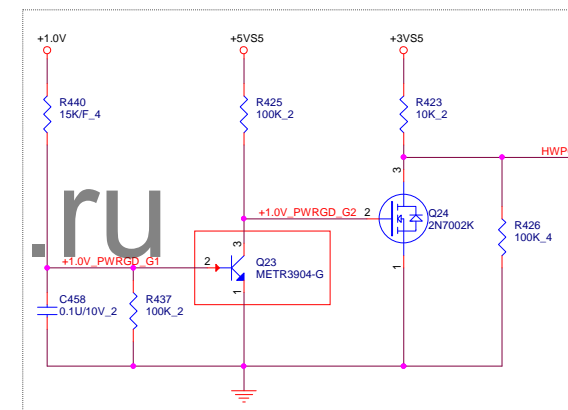 +1.0V
+5VS5
+3VS5
R440
15K/F_4
R425
100K_2
R423
10K_2
HWP
3
+1.0V_PWRGD_G2
2
Q24
2N7002K
R426
100K_4
.ru
+1.0V_PWRGD_G1
2
3
Q23
METR3904-G
1
1
C458
0.1U/10V_2
R437
100K_2